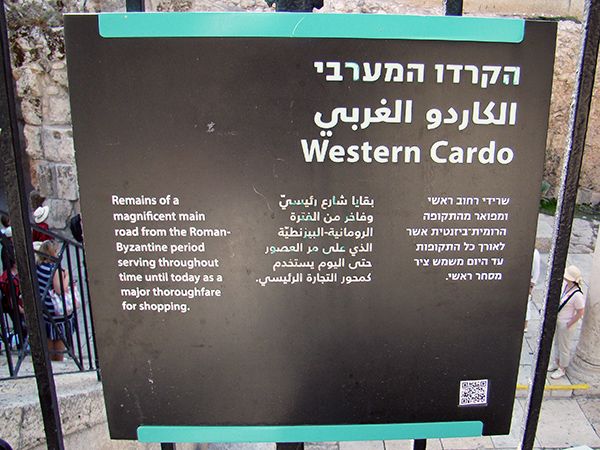 הקרדו המערבי
الكاردو الغربي
Western Cardo
שרידי רחוב ראשי
ומפואר מהתקופה
הרומית־ביזנטית אשר
לאורך כל התקופות
עד היום משמש ציר
מסחר ראשי.
بقايا شارع رئيسيّ
وفاخر من الفترة
الرومانية-البيزنطيّة
الذي على مر العصور
حتى اليوم يستخدم
كمحور التجارة الرئيسي.
Remains of a
magnificent main
road from the Roman-
Byzantine period
serving throughout
time until today as a
major thoroughfare
for shopping.